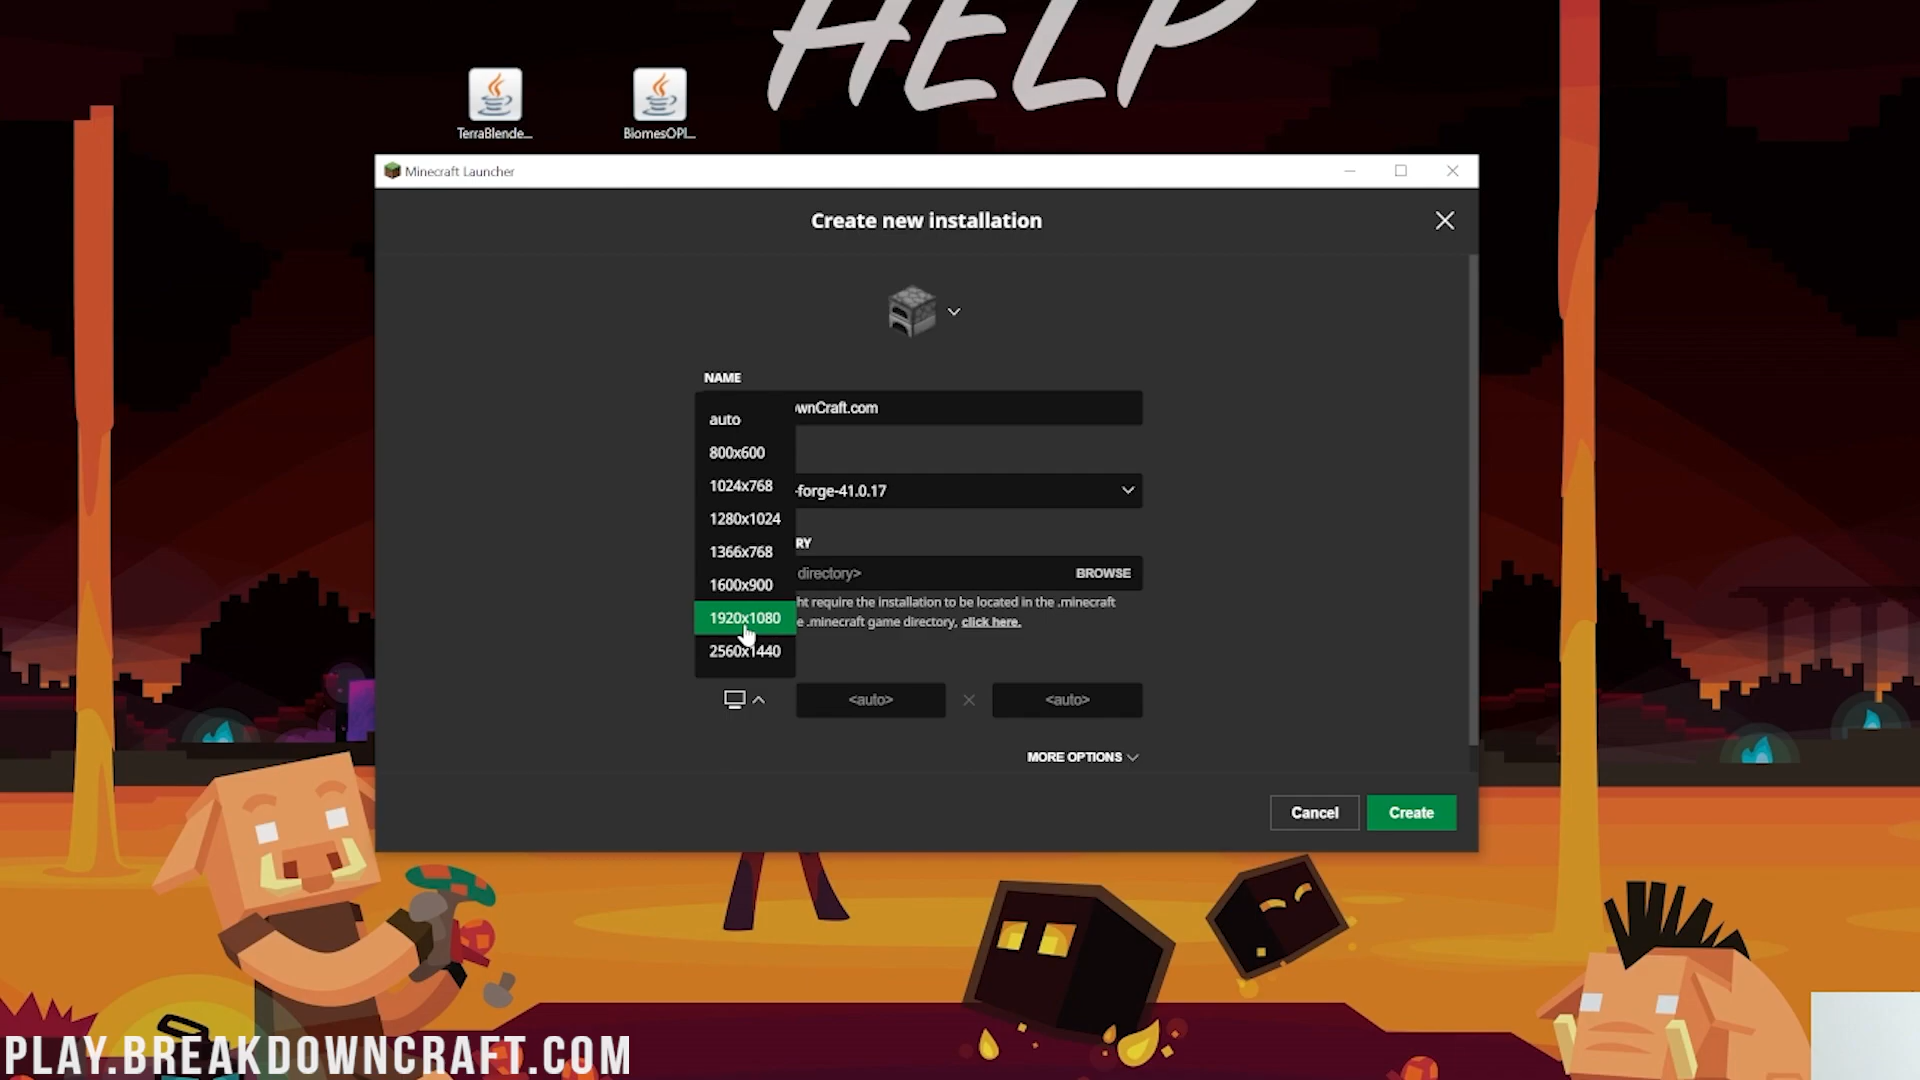 HELP
TerraBlende...
BiomesOPl...
Minecraft Launcher
Create new installation
NAME
wnCraft.com
auto
800x600
1024x768
-forge-41.0.17
1280x1024
RY
1366x768
directory>
BROWSE
1600x900
ht require the installation to be located in the .minecraft
1920x1080
e .minecraft game directory, click here.
2560x1440
<auto>
<auto>
MORE OPTIONS
Cancel
Create
PLAY.BREAKDOWNCRAFT.COM